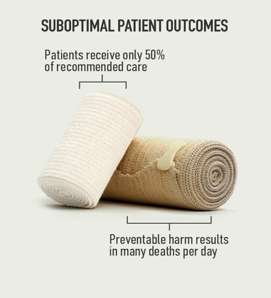 SUBOPTIMAL PATIENT OUTCOMES
Patients receive only 50%
of recommended care
Preventable harm results
in many deaths per day